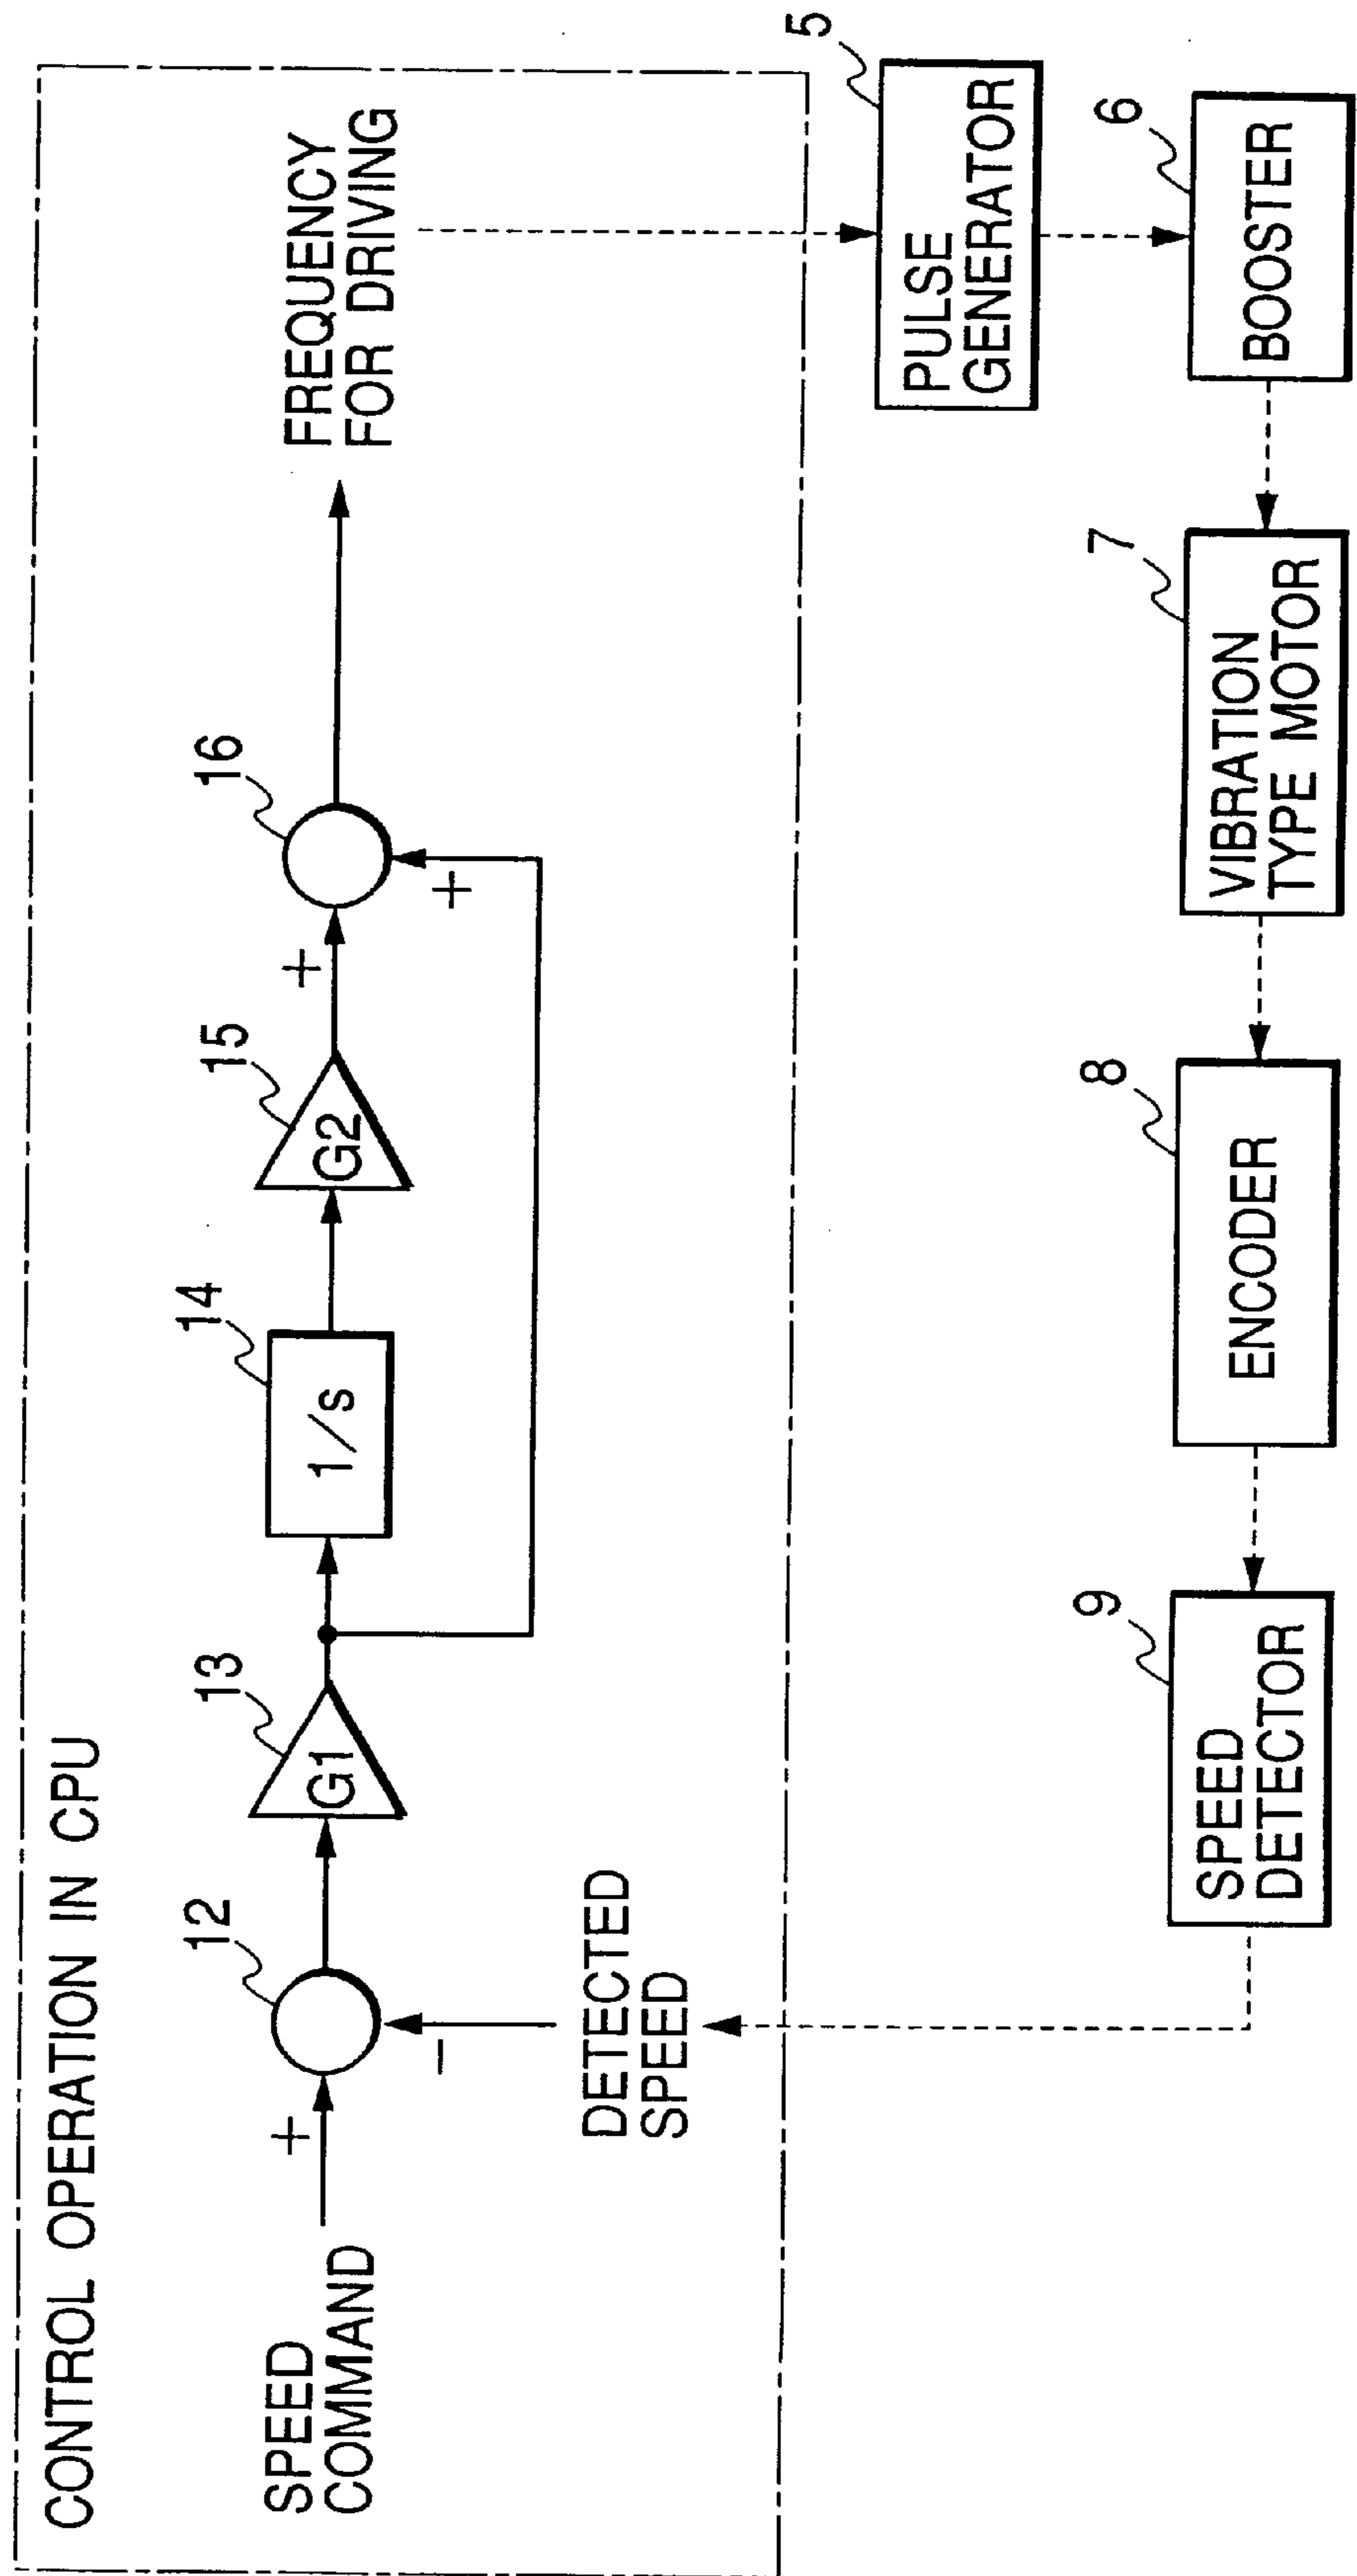 CONTROL OPERATION IN CPU
SPEED
COMMAND
+
−
12
DETECTED
SPEED
13
G1
14
1/s
15
G2
+
+
16
FREQUENCY
FOR DRIVING
5
PULSE
GENERATOR
6
BOOSTER
7
VIBRATION
TYPE MOTOR
8
ENCODER
9
SPEED
DETECTOR